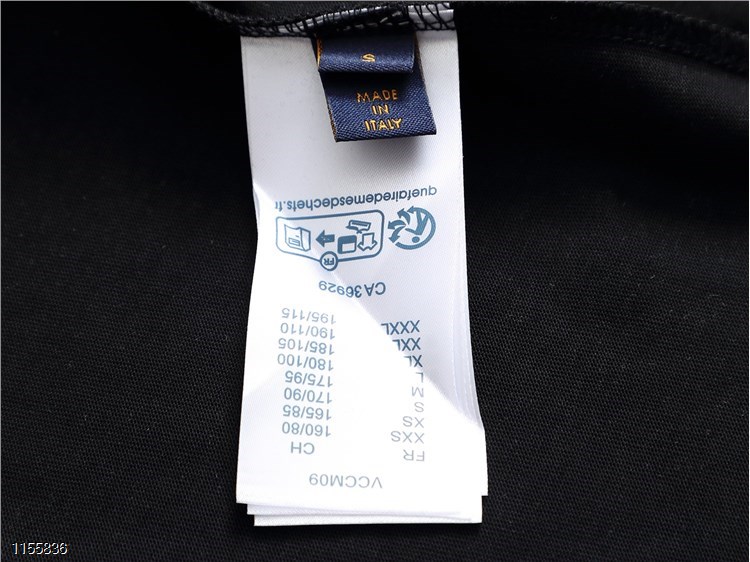 S
MADE
IN
ITALY
VCCM09
FR CH
XXS 160/80
XS 165/85
S 170/90
M 175/95
L 180/100
XL 185/105
XXL 190/110
XXXL 195/115
CA36929
FR
quefairedemesdechets.fr
1155836